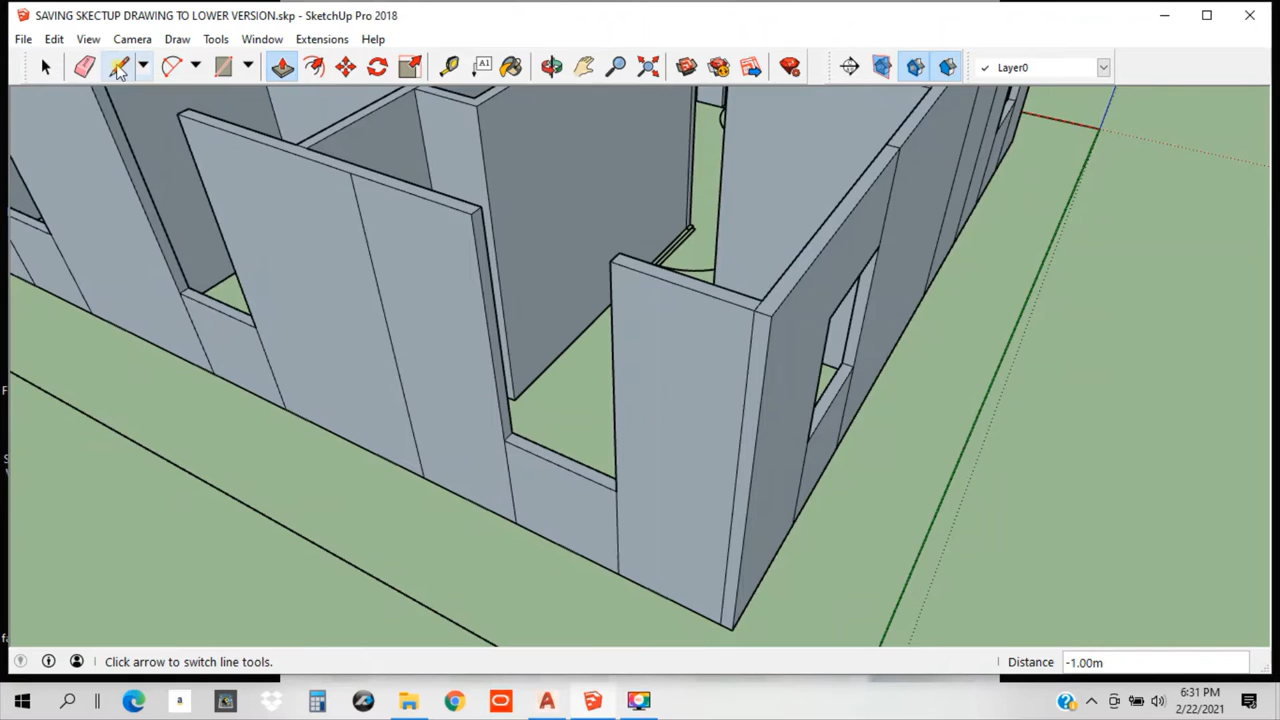 SAVING SKECTUP DRAWING TO LOWER VERSION.skp - SketchUp Pro 2018
File Edit View Camera Draw Tools Window Extensions Help
A1
✓ Layer0
Click arrow to switch line tools.
Distance -1.00m
6:31 PM
2/22/2021